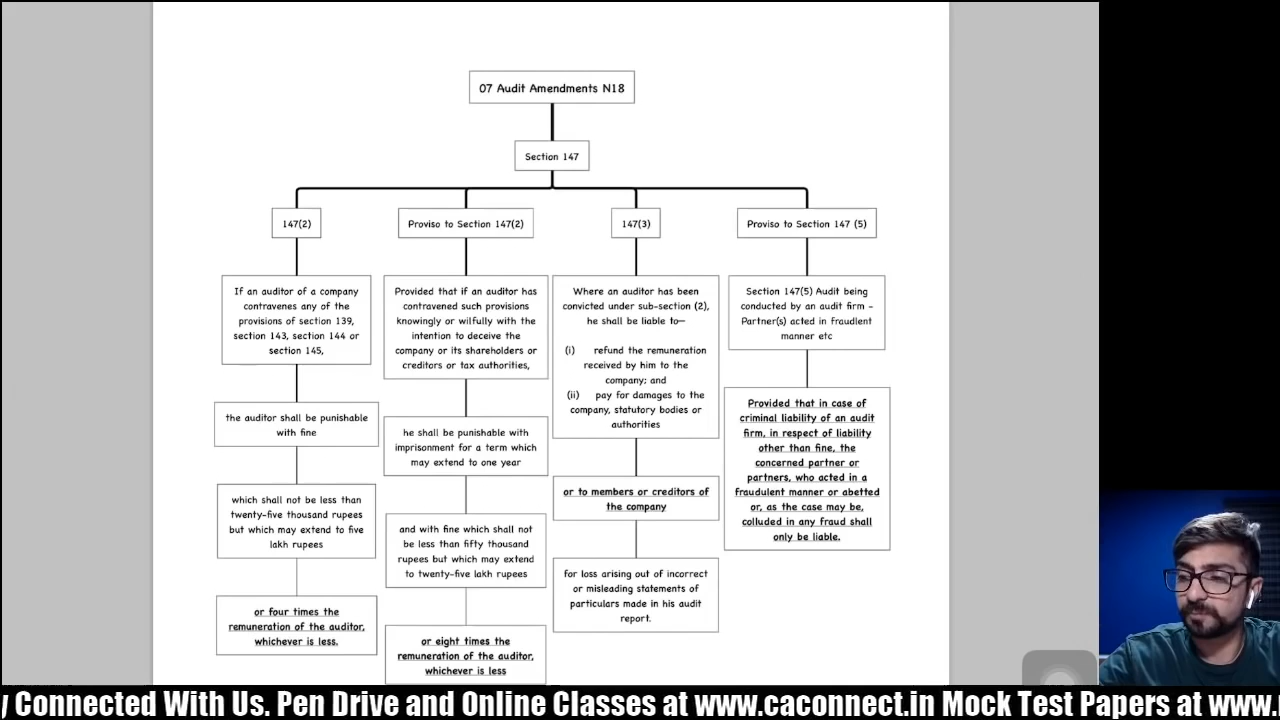 07 Audit Amendments N18
Section 147
147(2)
If an auditor of a company
contravenes any of the
provisions of section 139,
section 143, section 144 or
section 145,
the auditor shall be punishable
with fine
which shall not be less than
twenty-five thousand rupees
but which may extend to five
lakh rupees
or four times the
remuneration of the auditor,
whichever is less.
Proviso to Section 147(2)
Provided that if an auditor has
contravened such provisions
knowingly or wilfully with the
intention to deceive the
company or its shareholders or
creditors or tax authorities,
he shall be punishable with
imprisonment for a term which
may extend to one year
and with fine which shall not
be less than fifty thousand
rupees but which may extend
to twenty-five lakh rupees
or eight times the
remuneration of the auditor,
whichever is less
147(3)
Where an auditor has been
convicted under sub-section (2),
he shall be liable to—
(i) refund the remuneration
received by him to the
company; and
(ii) pay for damages to the
company, statutory bodies or
authorities
or to members or creditors of
the company
for loss arising out of incorrect
or misleading statements of
particulars made in his audit
report.
Proviso to Section 147 (5)
Section 147(5) Audit being
conducted by an audit firm -
Partner(s) acted in fraudlent
manner etc
Provided that in case of
criminal liability of an audit
firm, in respect of liability
other than fine, the
concerned partner or
partners, who acted in a
fraudulent manner or abetted
or, as the case may be,
colluded in any fraud shall
only be liable.
y Connected With Us. Pen Drive and Online Classes at www.caconnect.in Mock Test Papers at www.